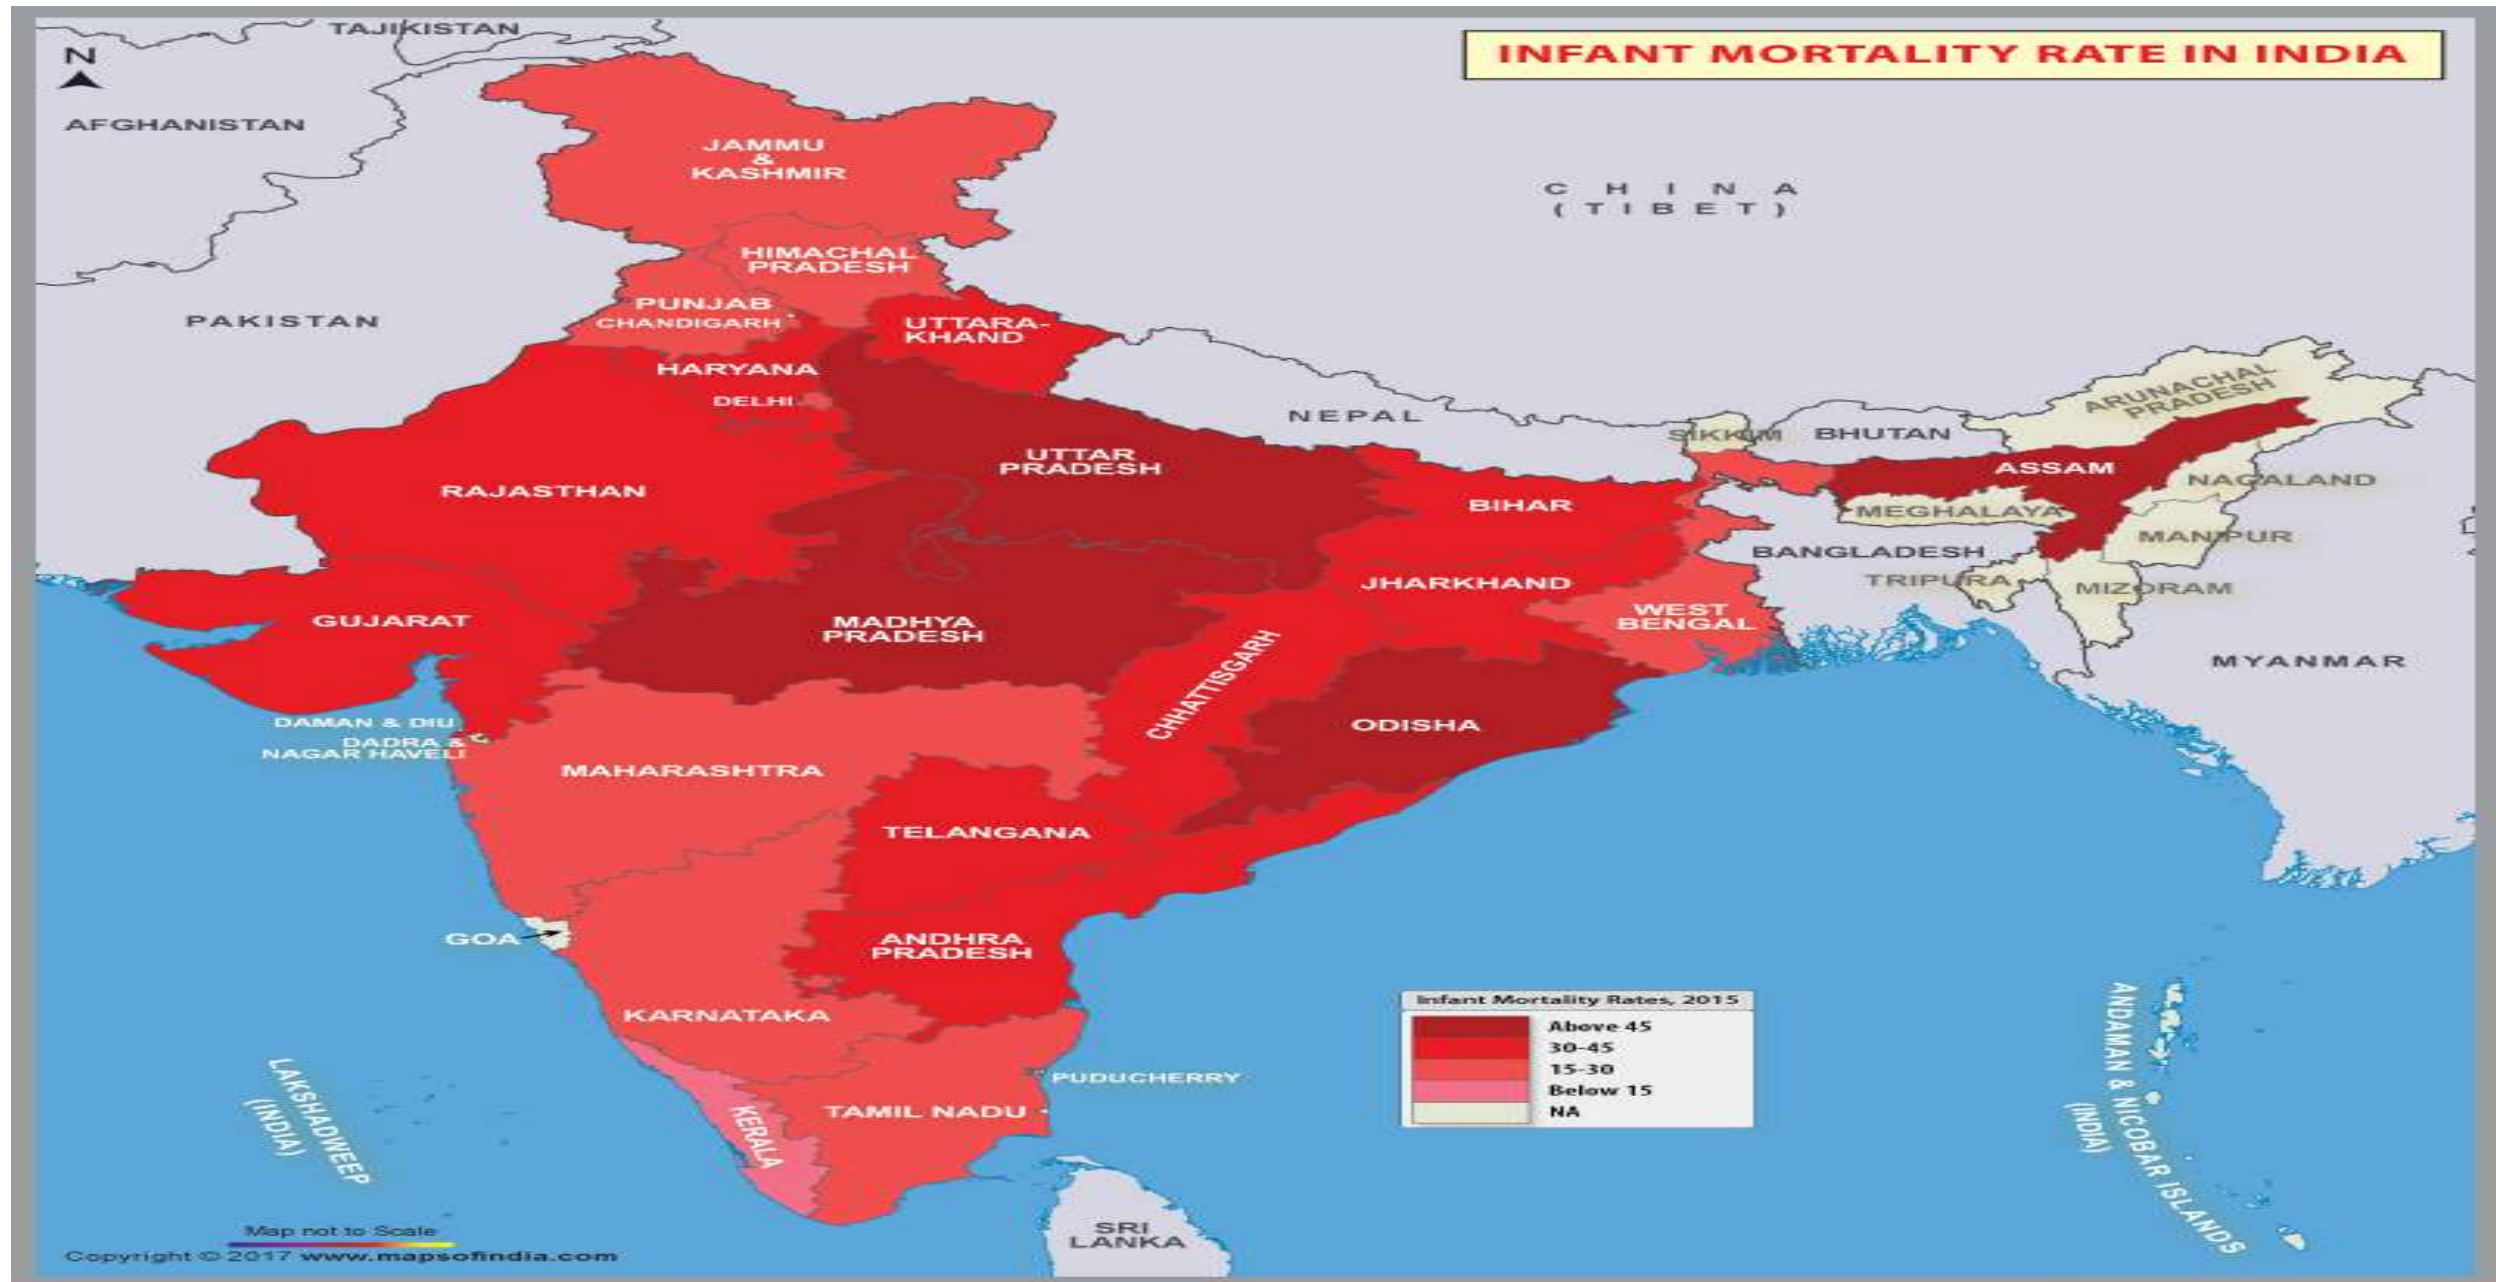 TAJIKISTAN
INFANT MORTALITY RATE IN INDIA
N
AFGHANISTAN
JAMMU
&
KASHMIR
C H I N A
( T I B E T )
HIMACHAL
PRADESH
PUNJAB
CHANDIGARH
PAKISTAN
UTTARA-
KHAND
HARYANA
DELHI
NEPAL
SIKKIM
BHUTAN
ARUNACHAL
PRADESH
UTTAR
PRADESH
ASSAM
NAGALAND
RAJASTHAN
BIHAR
MEGHALAYA
MANIPUR
BANGLADESH
JHARKHAND
TRIPURA
MIZORAM
GUJARAT
MADHYA
PRADESH
WEST
BENGAL
CHHATTISGARH
MYANMAR
DAMAN & DIU
DADRA &
NAGAR HAVELI
ODISHA
MAHARASHTRA
TELANGANA
GOA
ANDHRA
PRADESH
KARNATAKA
Infant Mortality Rates, 2015
Above 45
30-45
15-30
Below 15
NA
LAKSHADWEEP
(INDIA)
PUDUCHERRY
KERALA
TAMIL NADU
ANDAMAN & NICOBAR ISLANDS
(INDIA)
SRI
LANKA
Map not to Scale
Copyright © 2017 www.mapsofindia.com